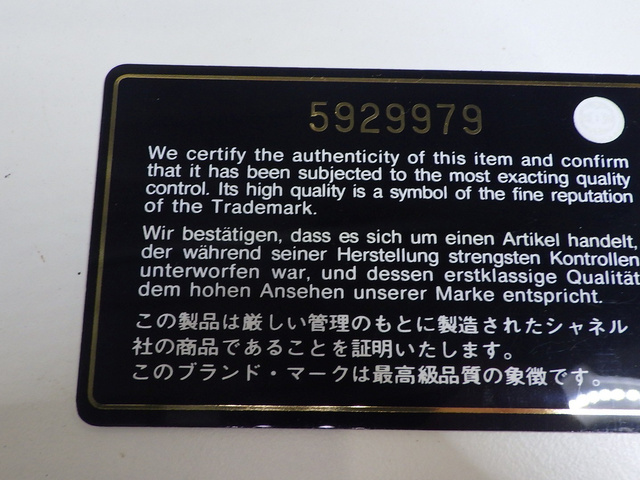 5929979
We certify the authenticity of this item and confirm
that it has been subjected to the most exacting quality
control. Its high quality is a symbol of the fine reputation
of the Trademark.
Wir bestätigen, dass es sich um einen Artikel handelt,
der während seiner Herstellung strengsten Kontrollen
unterworfen war, und dessen erstklassige Qualität
dem hohen Ansehen unserer Marke entspricht.
この製品は厳しい管理のもとに製造されたシャネル
社の商品であることを証明いたします。
このブランド・マークは最高級品質の象徴です。